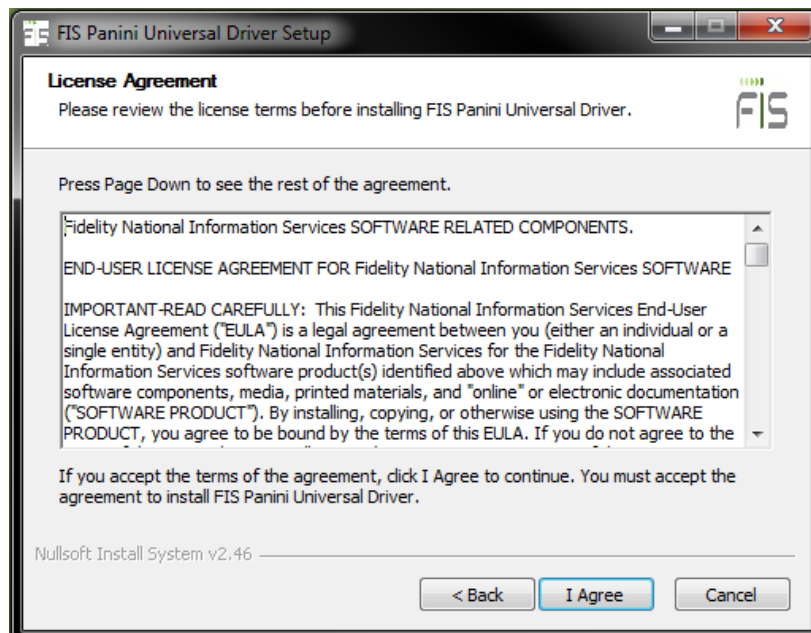 FIS Panini Universal Driver Setup
License Agreement
Please review the license terms before installing FIS Panini Universal Driver.
FIS
Press Page Down to see the rest of the agreement.
Fidelity National Information Services SOFTWARE RELATED COMPONENTS.
END-USER LICENSE AGREEMENT FOR Fidelity National Information Services SOFTWARE
IMPORTANT-READ CAREFULLY:  This Fidelity National Information Services End-User
License Agreement ("EULA") is a legal agreement between you (either an individual or a
single entity) and Fidelity National Information Services for the Fidelity National
Information Services software product(s) identified above which may include associated
software components, media, printed materials, and "online" or electronic documentation
("SOFTWARE PRODUCT"). By installing, copying, or otherwise using the SOFTWARE
PRODUCT, you agree to be bound by the terms of this EULA. If you do not agree to the
If you accept the terms of the agreement, click I Agree to continue. You must accept the
agreement to install FIS Panini Universal Driver.
Nullsoft Install System v2.46
< Back
I Agree
Cancel